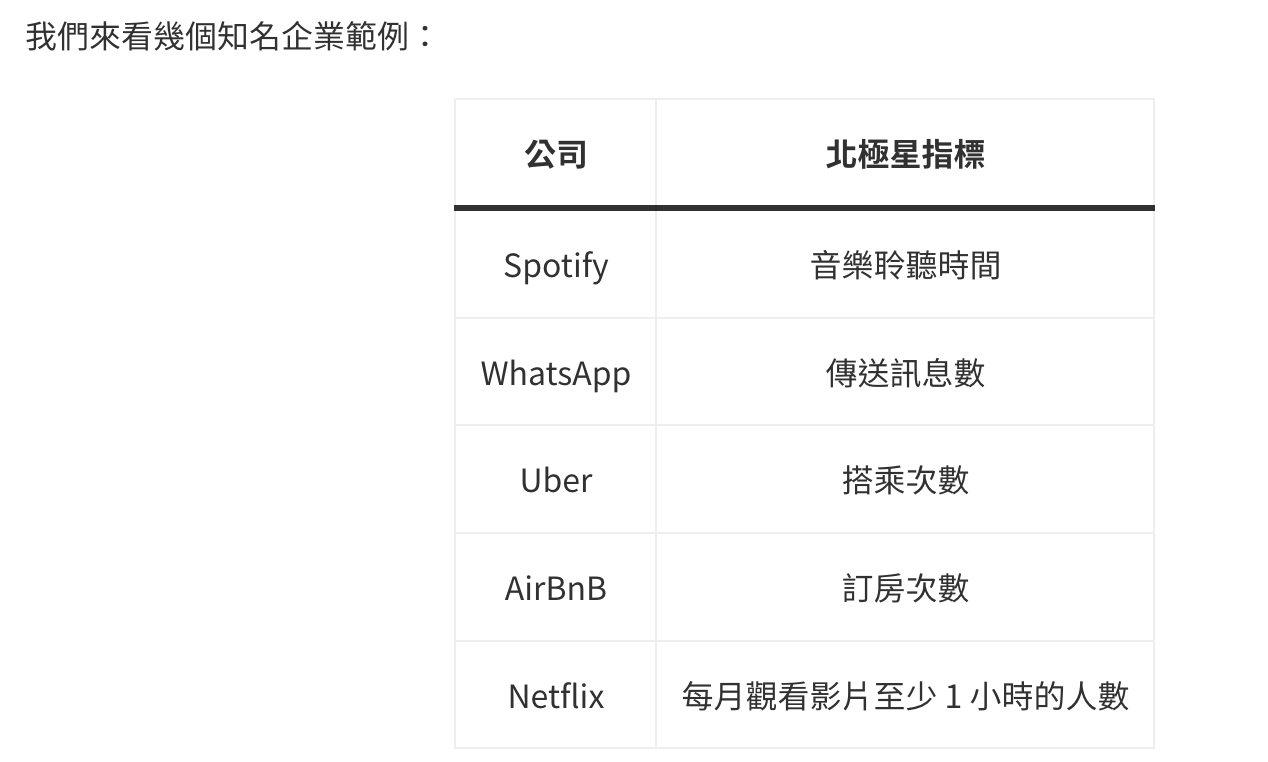 我們來看幾個知名企業範例：
公司 北極星指標
Spotify 音樂聆聽時間
WhatsApp 傳送訊息數
Uber 搭乘次數
AirBnB 訂房次數
Netflix 每月觀看影片至少 1 小時的人數